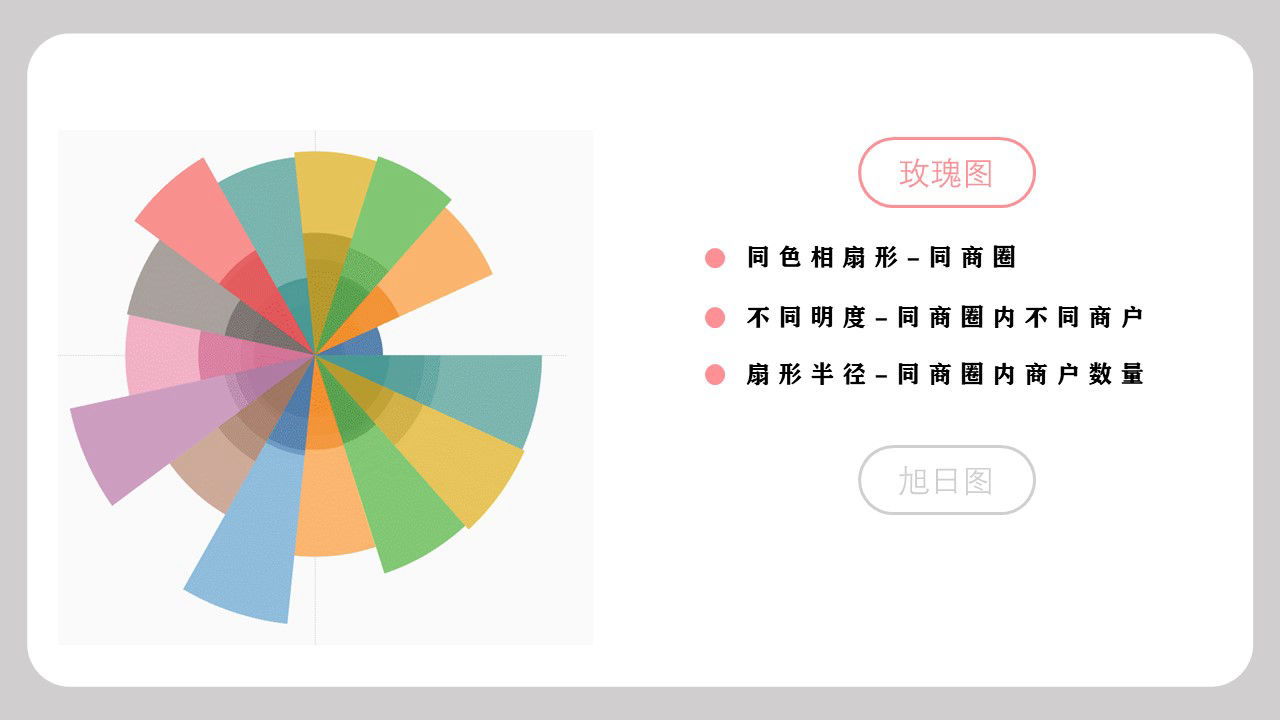 玫瑰图
同色相扇形–同商圈
不同明度–同商圈内不同商户
扇形半径–同商圈内商户数量
旭日图